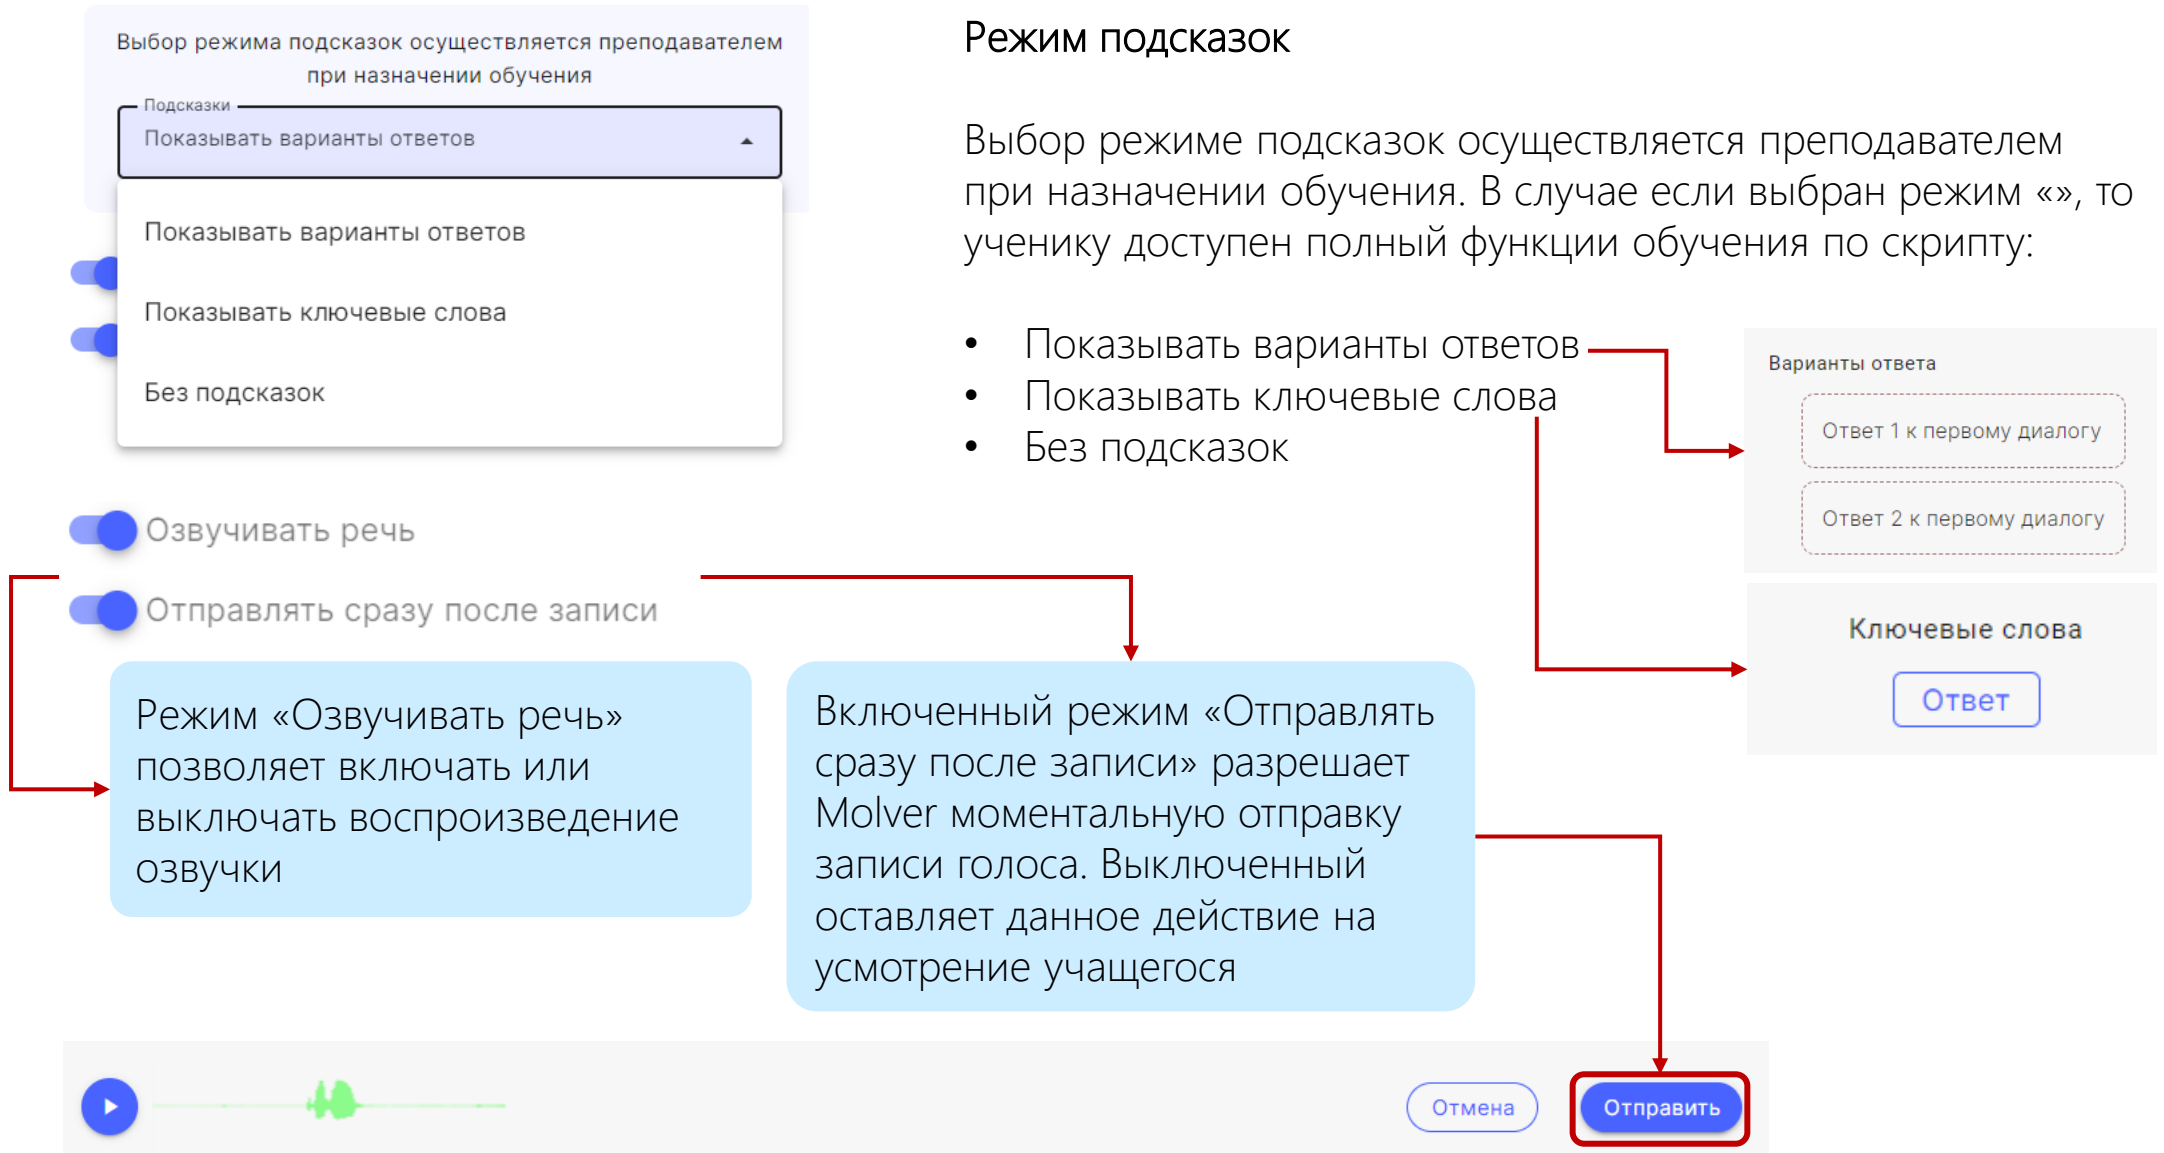 Выбор режима подсказок осуществляется преподавателем
при назначении обучения
Подсказки
Показывать варианты ответов
Показывать варианты ответов
Показывать ключевые слова
Без подсказок
Озвучивать речь
Отправлять сразу после записи
Режим подсказок
Выбор режиме подсказок осуществляется преподавателем
при назначении обучения. В случае если выбран режим «», то
ученику доступен полный функции обучения по скрипту:
• Показывать варианты ответов
• Показывать ключевые слова
• Без подсказок
Варианты ответа
Ответ 1 к первому диалогу
Ответ 2 к первому диалогу
Ключевые слова
Ответ
Режим «Озвучивать речь»
позволяет включать или
выключать воспроизведение
озвучки
Включенный режим «Отправлять
сразу после записи» разрешает
Molver моментальную отправку
записи голоса. Выключенный
оставляет данное действие на
усмотрение учащегося
Отмена
Отправить